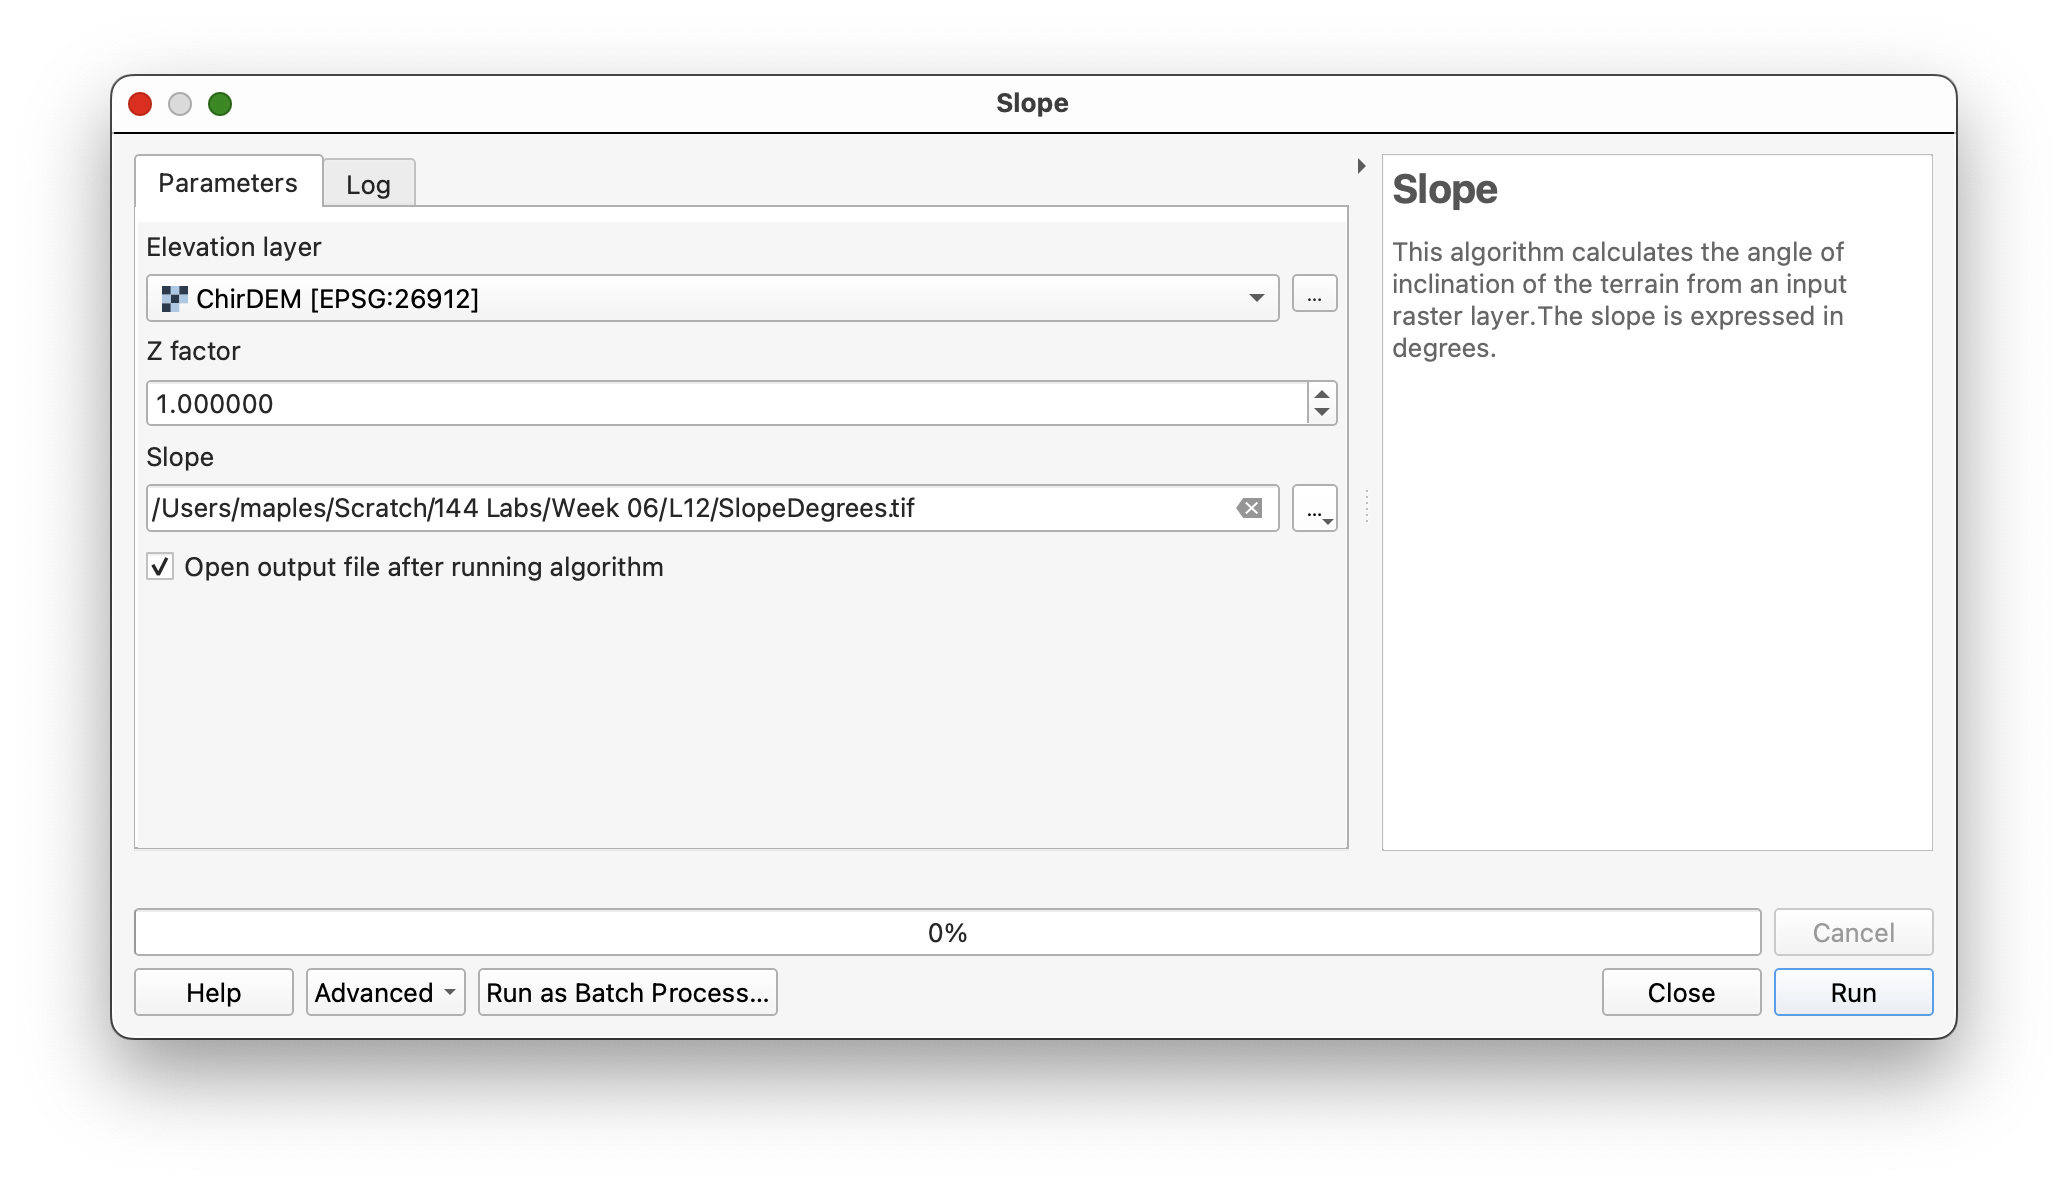 Slope
Parameters
Log
Elevation layer
ChirDEM [EPSG:26912]
...
Z factor
1.000000
Slope
/Users/maples/Scratch/144 Labs/Week 06/L12/SlopeDegrees.tif
...
Open output file after running algorithm
Slope
This algorithm calculates the angle of
inclination of the terrain from an input
raster layer.The slope is expressed in
degrees.
0%
Cancel
Help
Advanced
Run as Batch Process...
Close
Run